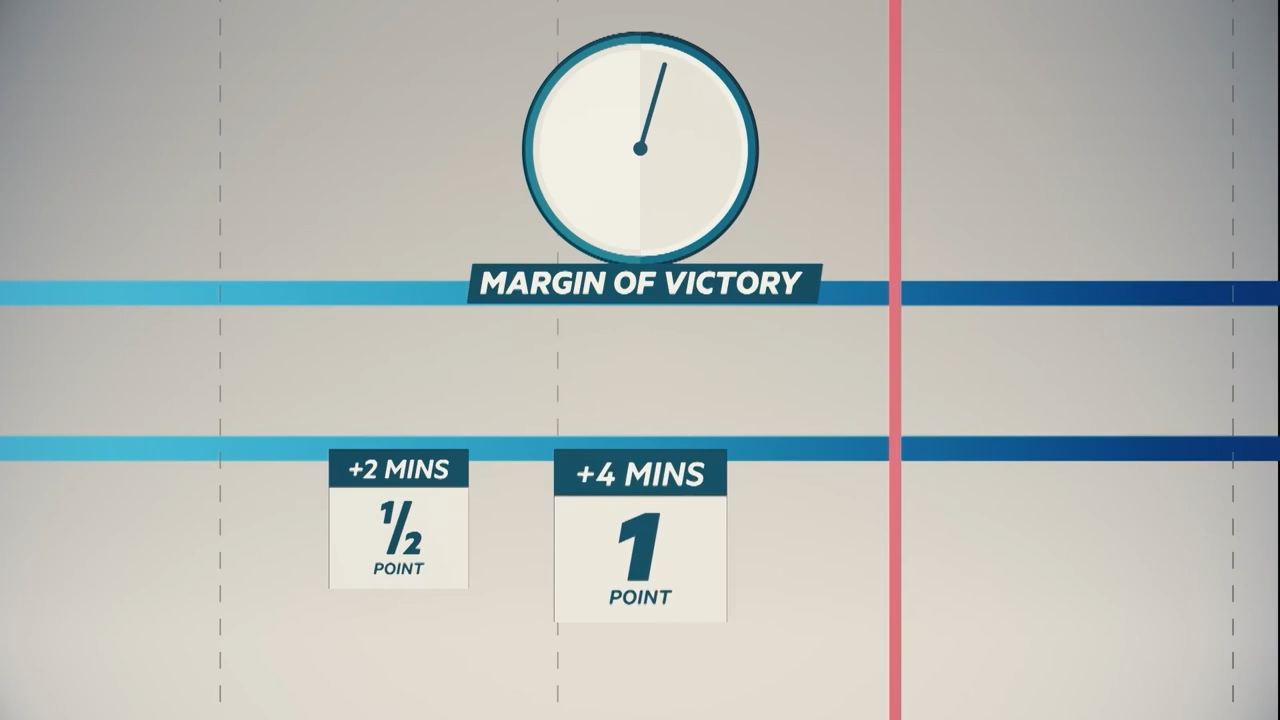 MARGIN OF VICTORY
+2 MINS
½
POINT
+4 MINS
1
POINT